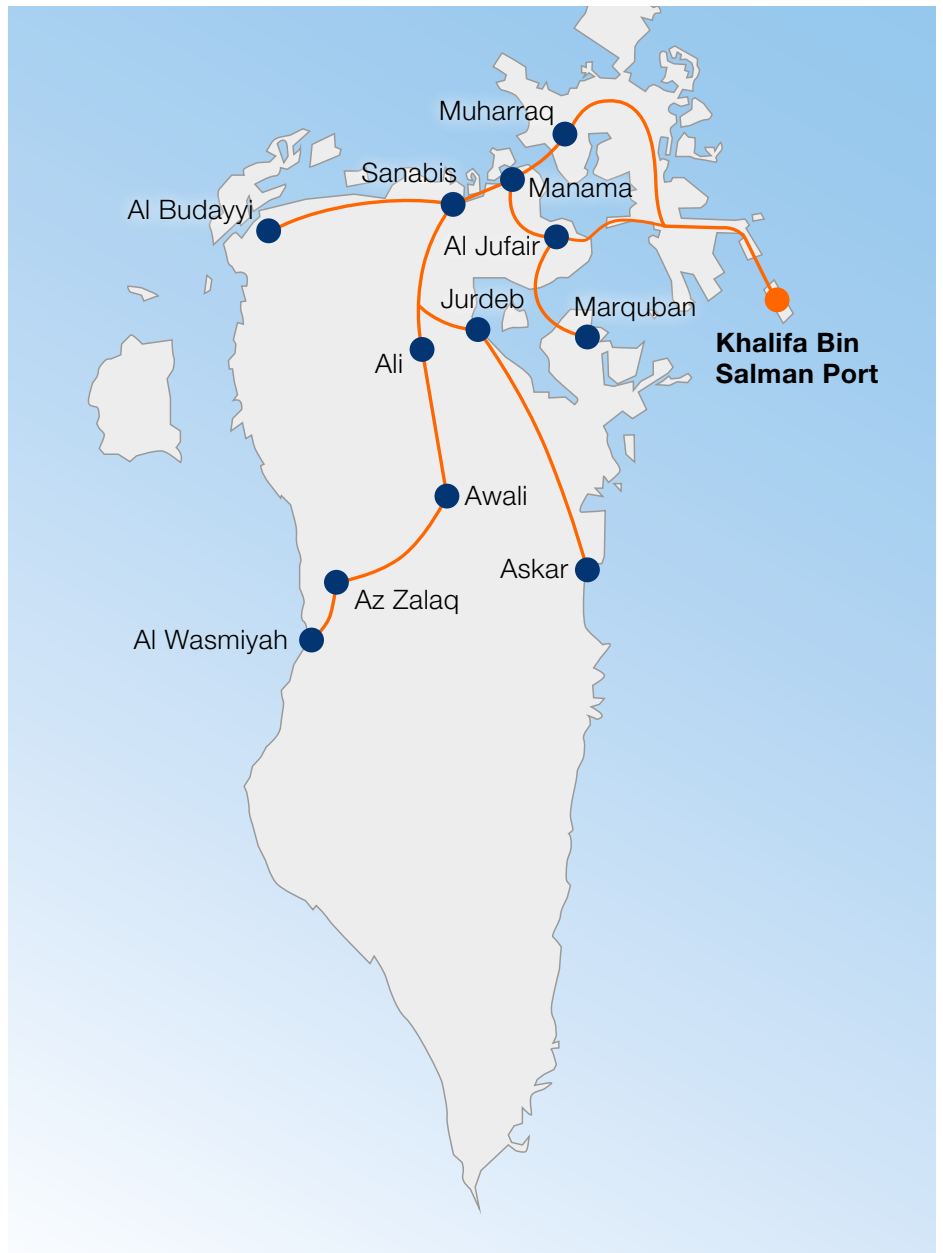 Muharraq
Sanabis
Manama
Al Budayyi
Al Jufair
Jurdeb
Marquban
Khalifa Bin
Salman Port
Ali
Awali
Askar
Az Zalaq
Al Wasmiyah